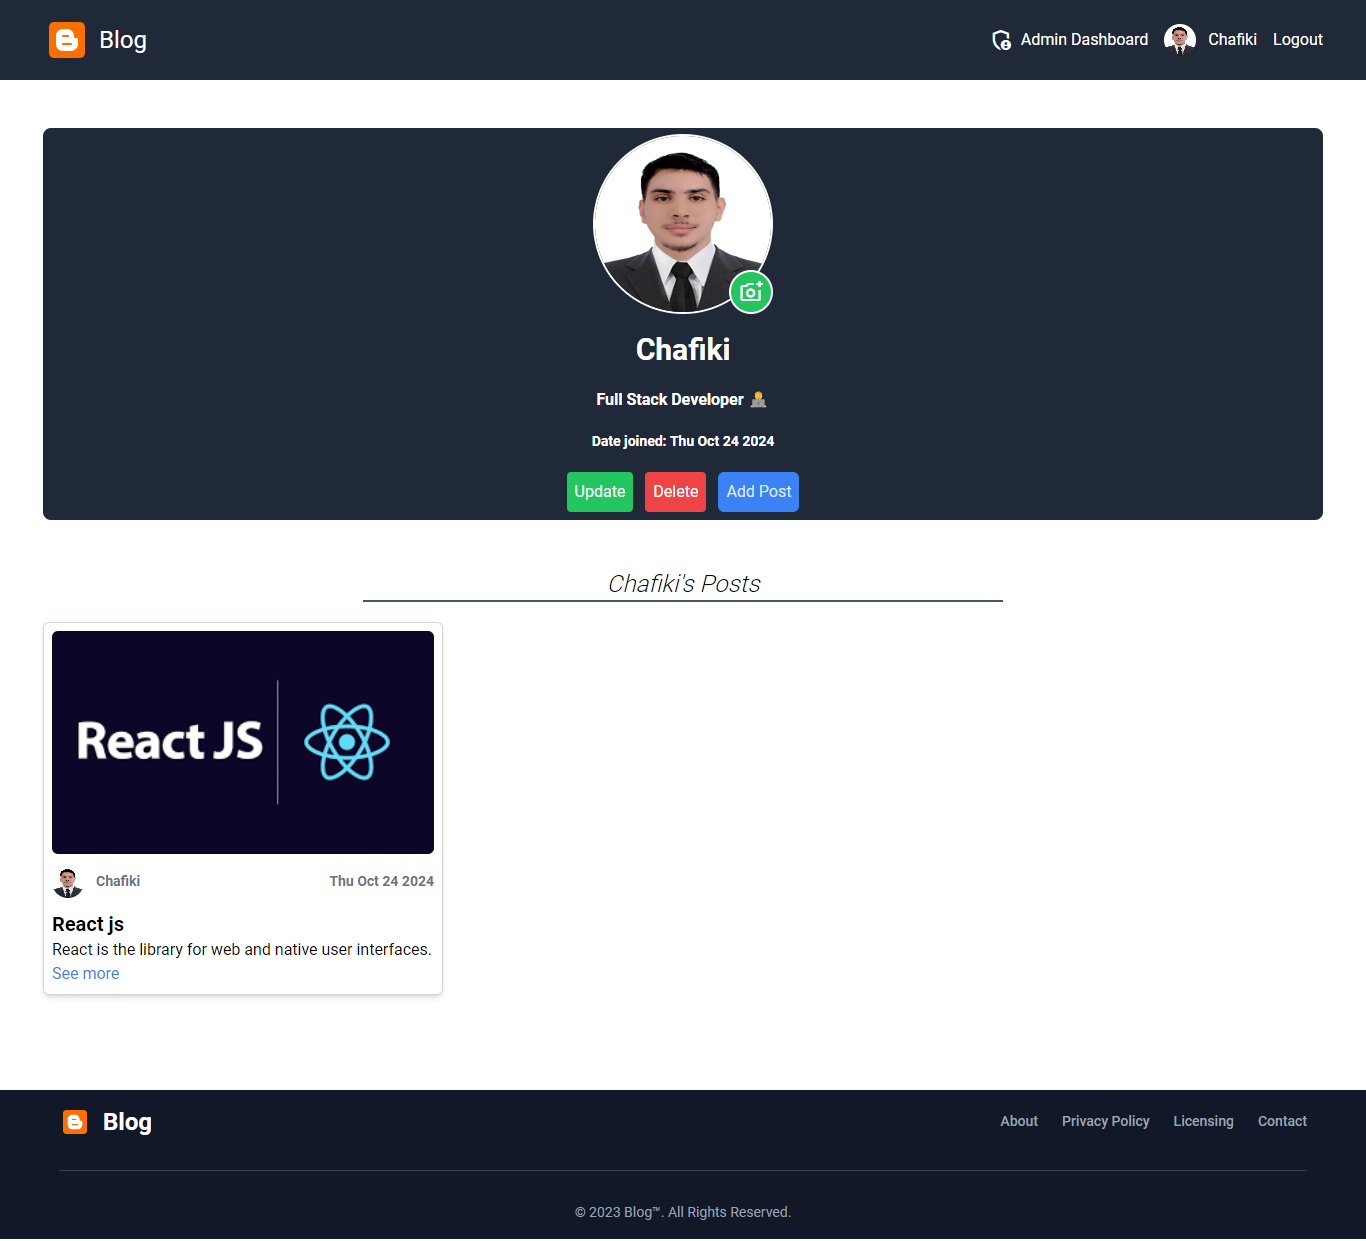 Blog
Admin Dashboard Chafiki Logout
Chafiki
Full Stack Developer 👨‍💻
Date joined: Thu Oct 24 2024
Update Delete Add Post
Chafiki's Posts
React JS
Chafiki Thu Oct 24 2024
React js
React is the library for web and native user interfaces.
See more
Blog
About Privacy Policy Licensing Contact
© 2023 Blog™. All Rights Reserved.